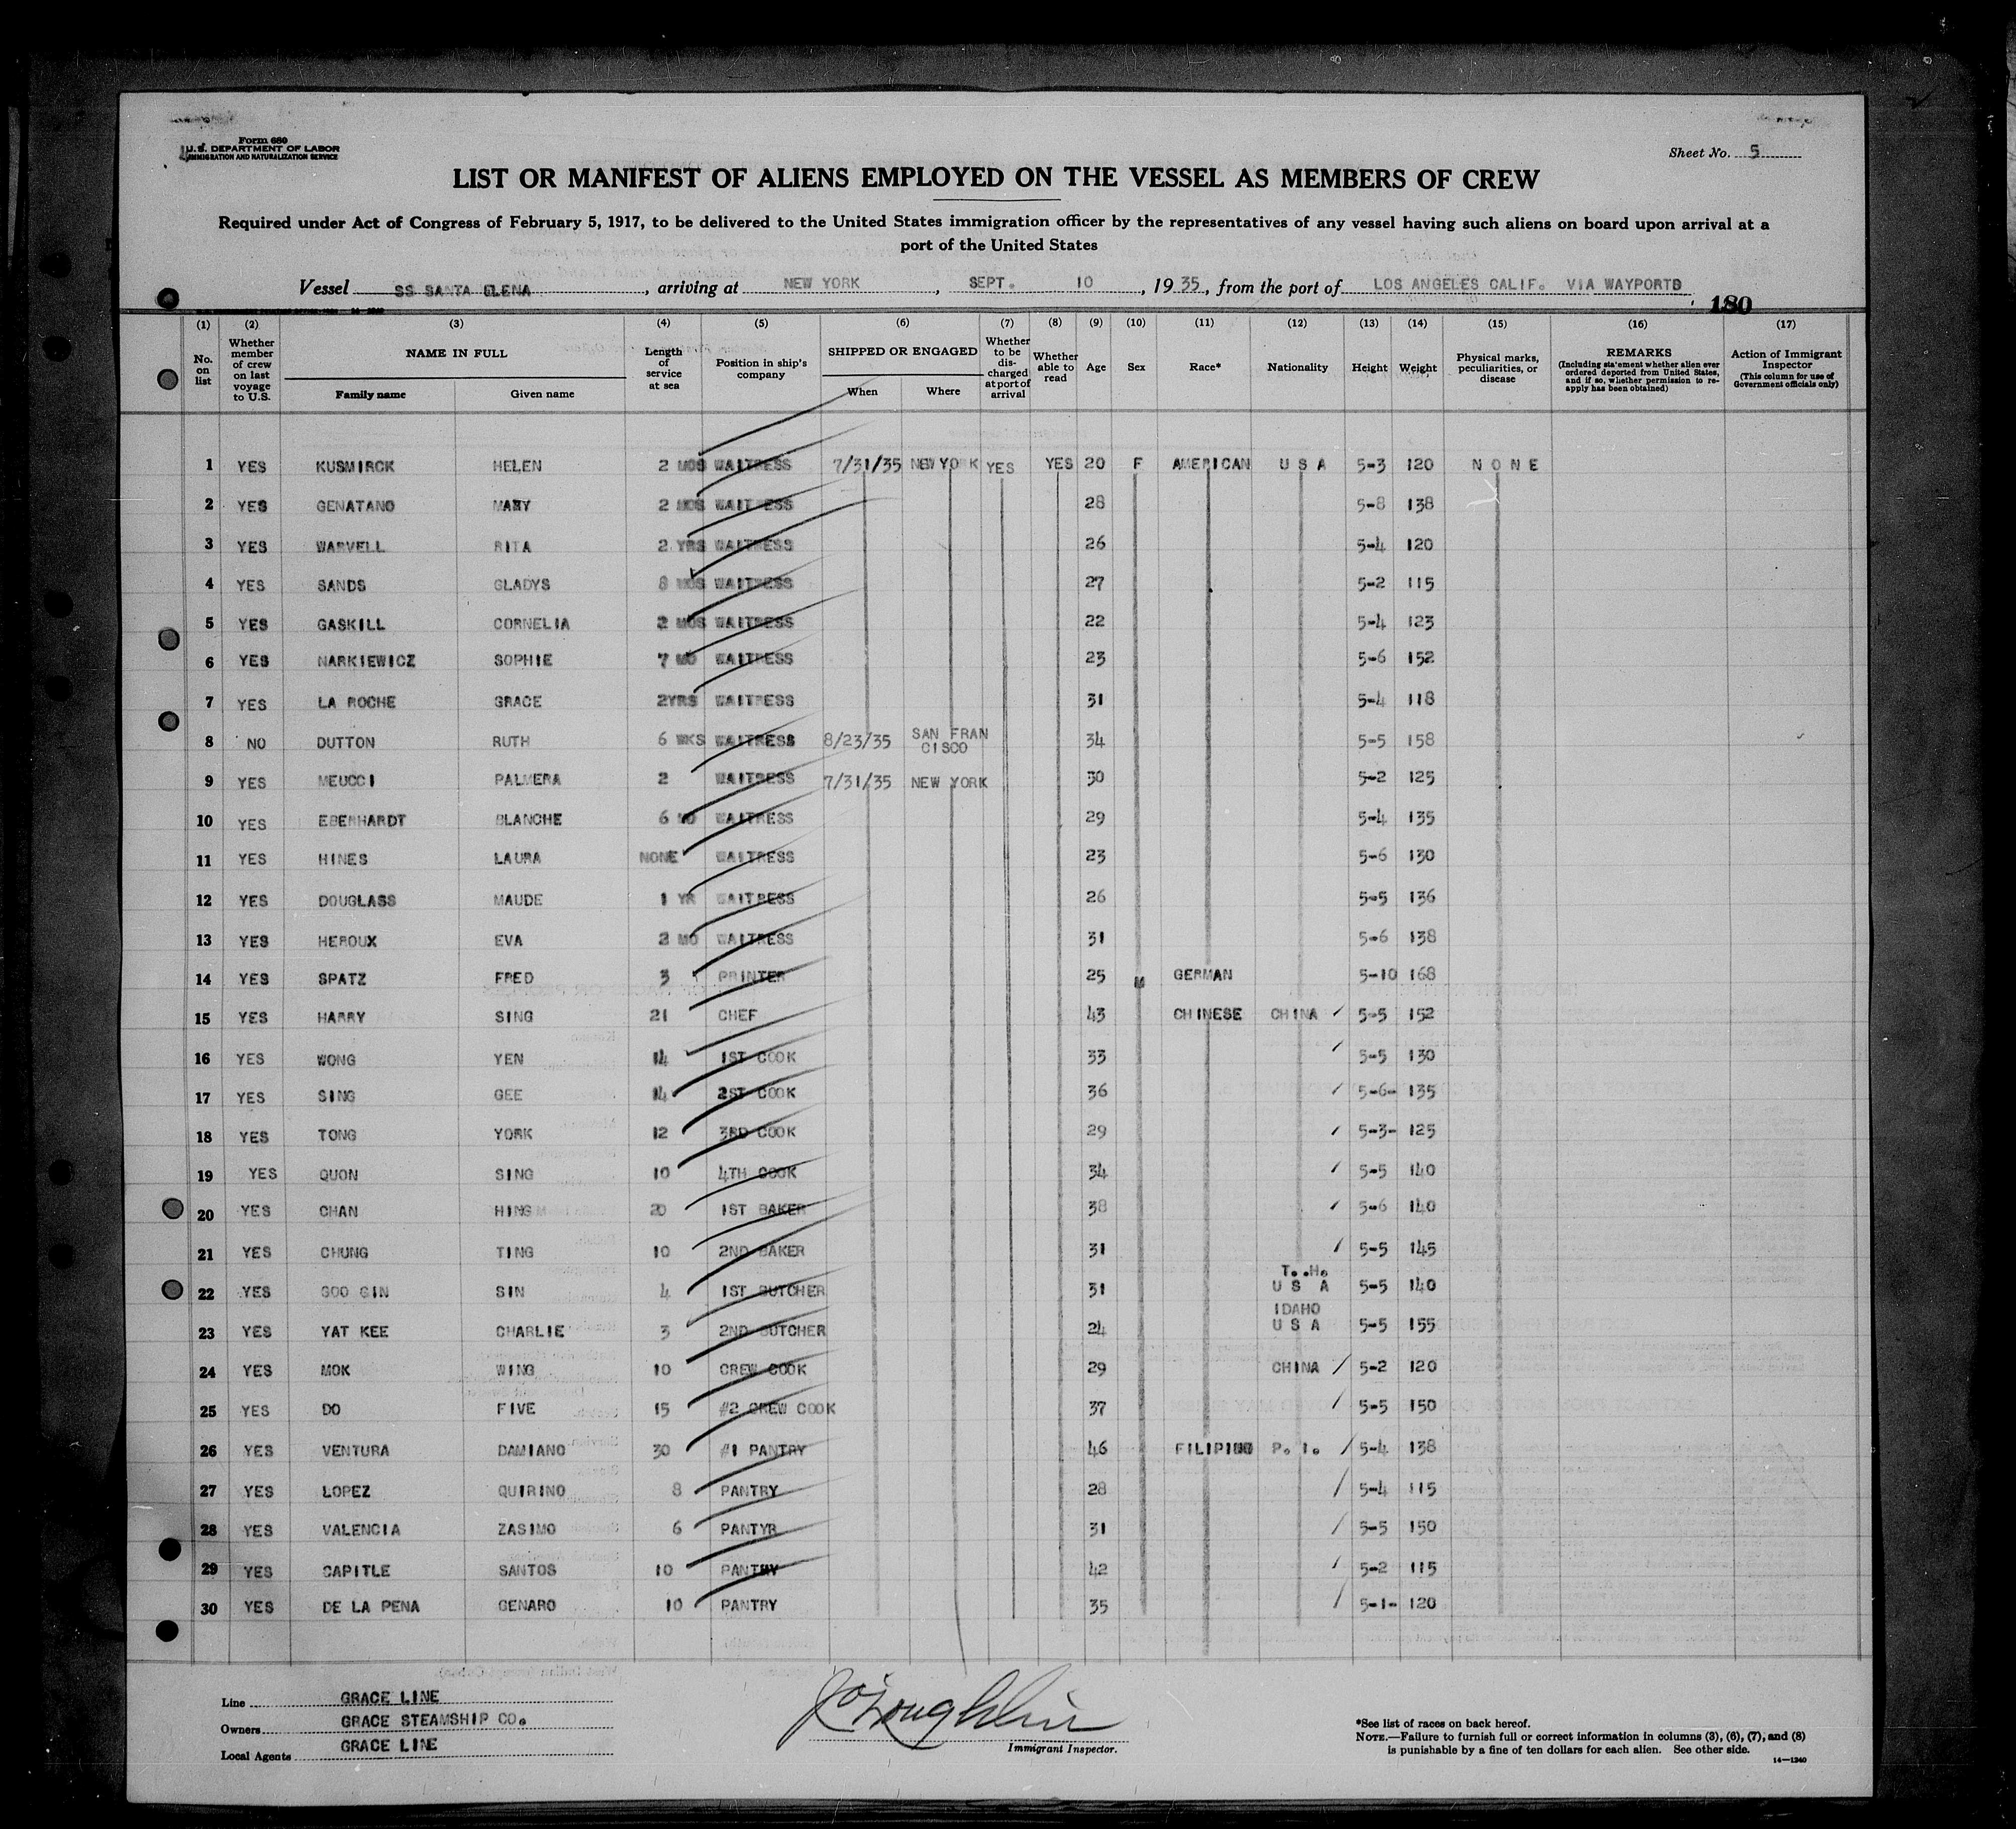 Form 680
U.S. DEPARTMENT OF LABOR
IMMIGRATION AND NATURALIZATION SERVICE
Sheet No. 5
LIST OR MANIFEST OF ALIENS EMPLOYED ON THE VESSEL AS MEMBERS OF CREW
Required under Act of Congress of February 5, 1917, to be delivered to the United States immigration officer by the representatives of any vessel having such aliens on board upon arrival at a
port of the United States
Vessel SS SANTA ELENA, arriving at NEW YORK, SEPT. 10, 1935, from the port of LOS ANGELES CALIF. VIA WAYPORTS
180
(1) (2) (3) (4) (5) (6) (7) (8) (9) (10) (11) (12) (13) (14) (15) (16) (17)
No. on list
Whether member of crew on last voyage to U.S.
NAME IN FULL
Family name Given name
Length of service at sea
Position in ship's company
SHIPPED OR ENGAGED
When Where
Whether to be discharged at port of arrival
Whether able to read
Age
Sex
Race*
Nationality
Height
Weight
Physical marks, peculiarities, or disease
REMARKS
(Including statement whether alien ever ordered deported from United States, and if so, whether permission to reapply has been obtained)
Action of Immigrant Inspector
(This column for use of Government officials only)
1 YES KUSMIRCK HELEN 2 MOS WAITRESS 7/31/35 NEW YORK YES YES 20 F AMERICAN U S A 5-3 120 N O N E
2 YES GENATANO MARY 2 MOS WAITRESS 28 5-8 138
3 YES WARVELL RITA 2 YRS WAITRESS 26 5-4 120
4 YES SANDS GLADYS 8 MOS WAITRESS 27 5-2 115
5 YES GASKILL CORNELIA 2 MOS WAITRESS 22 5-4 123
6 YES NARKIEWICZ SOPHIE 7 MO WAITRESS 23 5-6 152
7 YES LA ROCHE GRACE 2YRS WAITRESS 31 5-4 118
8 NO DUTTON RUTH 6 WKS WAITRESS 8/23/35 SAN FRAN CISCO 34 5-5 158
9 YES MEUCCI PALMERA 2 WAITRESS 7/31/35 NEW YORK 30 5-2 125
10 YES EBERHARDT BLANCHE 6 MO WAITRESS 29 5-4 135
11 YES HINES LAURA NONE WAITRESS 23 5-6 130
12 YES DOUGLASS MAUDE 1 YR WAITRESS 26 5-5 136
13 YES HEROUX EVA 2 MO WAITRESS 31 5-6 138
14 YES SPATZ FRED 3 PRINTER 25 M GERMAN 5-10 168
15 YES HARRY SING 21 CHEF 43 CHINESE CHINA 5-5 152
16 YES WONG YEN 14 1ST COOK 33 5-5 130
17 YES SING GEE 14 2ST COOK 36 5-6- 135
18 YES TONG YORK 12 3RD COOK 29 5-3- 125
19 YES QUON SING 10 4TH COOK 34 5-5 140
20 YES CHAN HING 20 1ST BAKER 38 5-6 140
21 YES CHUNG TING 10 2ND BAKER 31 5-5 145
22 YES GOO GIN SIN 4 1ST BUTCHER 31 T. H. U S A 5-5 140
23 YES YAT KEE CHARLIE 3 2ND BUTCHER 24 IDAHO U S A 5-5 155
24 YES MOK WING 10 CREW COOK 29 CHINA 5-2 120
25 YES DO FIVE 15 #2 CREW COOK 37 5-5 150
26 YES VENTURA DAMIANO 30 #1 PANTRY 46 FILIPINO P. I. 5-4 138
27 YES LOPEZ QUIRINO 8 PANTRY 28 5-4 115
28 YES VALENCIA ZASIMO 6 PANTYR 31 5-5 150
29 YES CAPITLE SANTOS 10 PANTRY 42 5-2 115
30 YES DE LA PENA GENARO 10 PANTRY 35 5-1- 120
Line GRACE LINE
Owners GRACE STEAMSHIP CO.
Local Agents GRACE LINE
Immigrant Inspector.
*See list of races on back hereof.
NOTE.—Failure to furnish full or correct information in columns (3), (6), (7), and (8)
is punishable by a fine of ten dollars for each alien. See other side.
14—1240